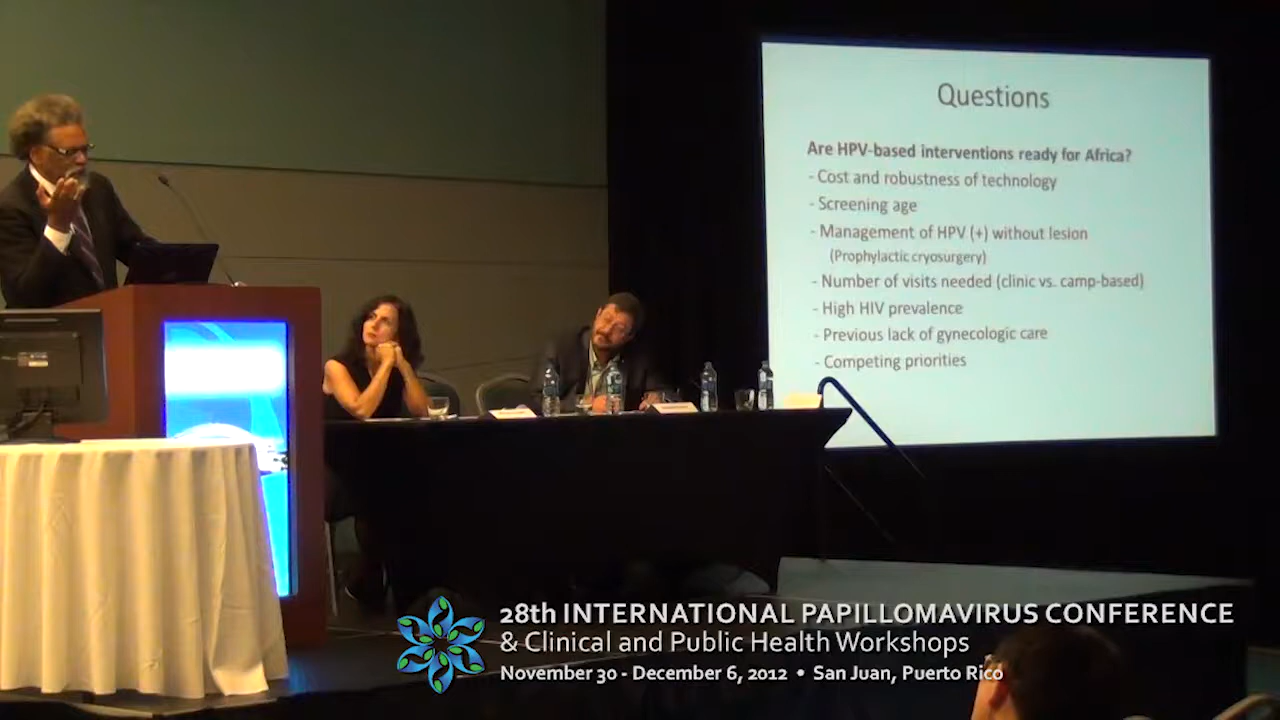 Questions
Are HPV-based interventions ready for Africa?
- Cost and robustness of technology
- Screening age
- Management of HPV (+) without lesion
(Prophylactic cryosurgery)
- Number of visits needed (clinic vs. camp-based)
- High HIV prevalence
- Previous lack of gynecologic care
- Competing priorities
28th INTERNATIONAL PAPILLOMAVIRUS CONFERENCE
& Clinical and Public Health Workshops
November 30 - December 6, 2012 • San Juan, Puerto Rico